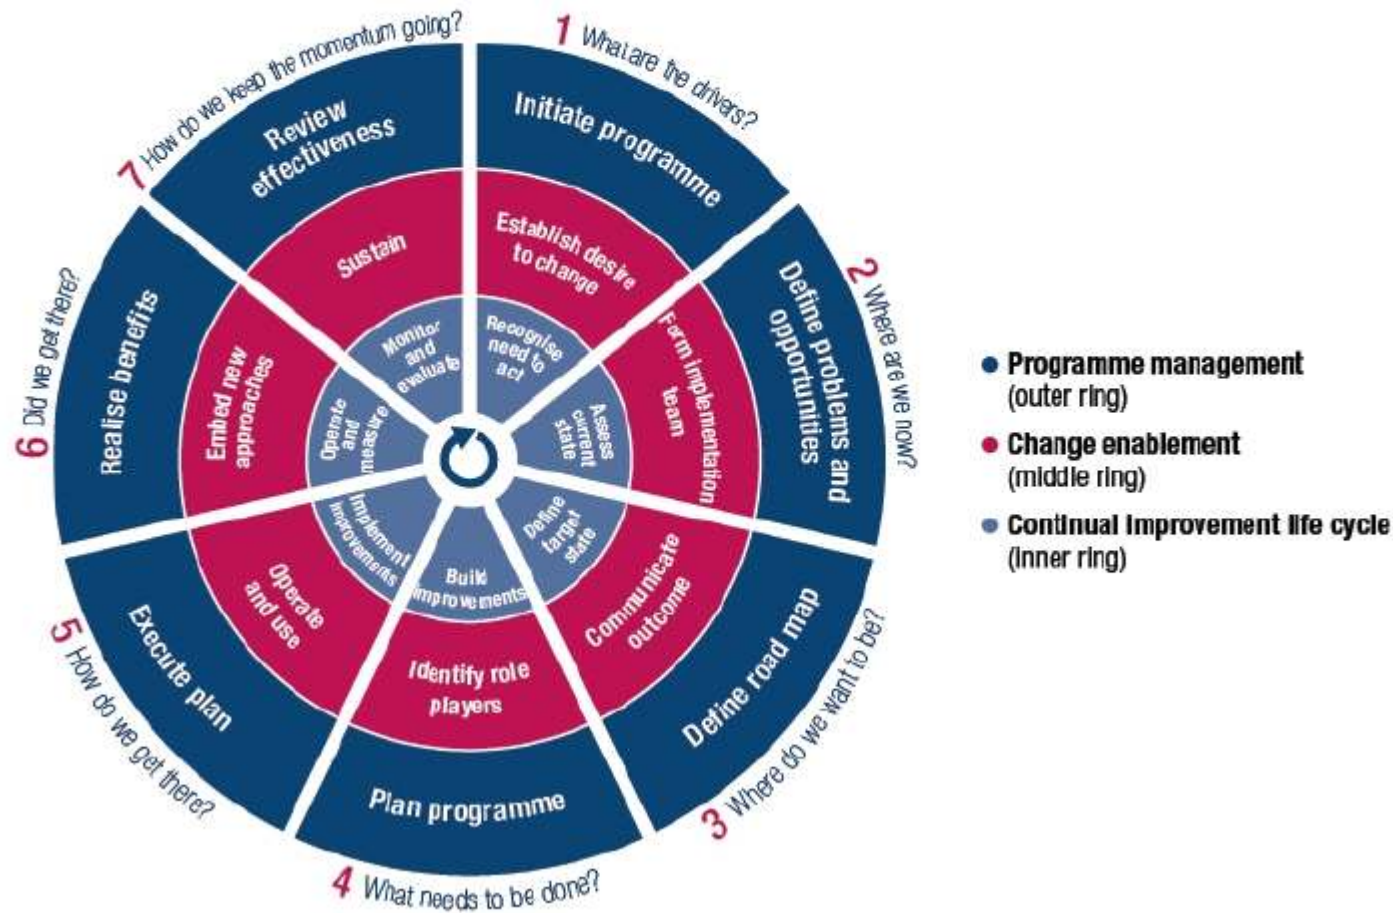 1 What are the drivers?
Initiate programme
Establish desire
to change
Recognise
need to
act
2 Where are we now?
Define problems and
opportunities
Form implementation
team
Assess
current
state
3 Where do we want to be?
Define road map
Communicate
outcome
Define
target
state
4 What needs to be done?
Plan programme
Identify role
players
Build
improvements
5 How do we get there?
Execute plan
Operate
and use
Implement
improvements
6 Did we get there?
Realise benefits
Embed new
approaches
Operate
and
measure
7 How do we keep the momentum going?
Review
effectiveness
Sustain
Monitor
and
evaluate
Programme management
(outer ring)
Change enablement
(middle ring)
Continual improvement life cycle
(inner ring)